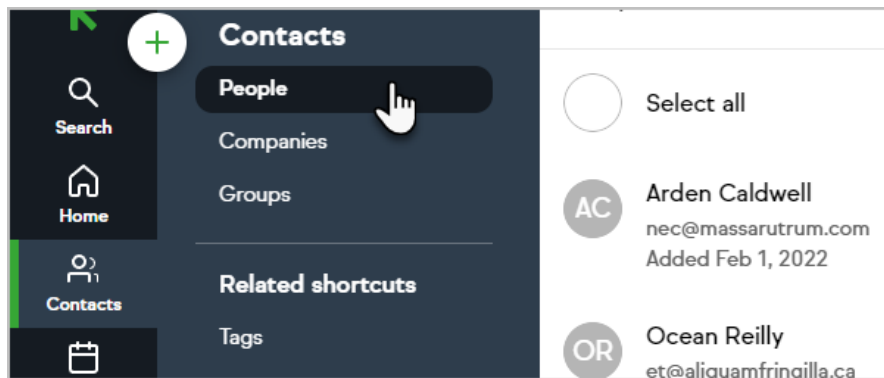 Search
Home
Contacts
Contacts
People
Companies
Groups
Related shortcuts
Tags
Select all
AC
Arden Caldwell
nec@massarutrum.com
Added Feb 1, 2022
OR
Ocean Reilly
et@aliquamfringilla.ca